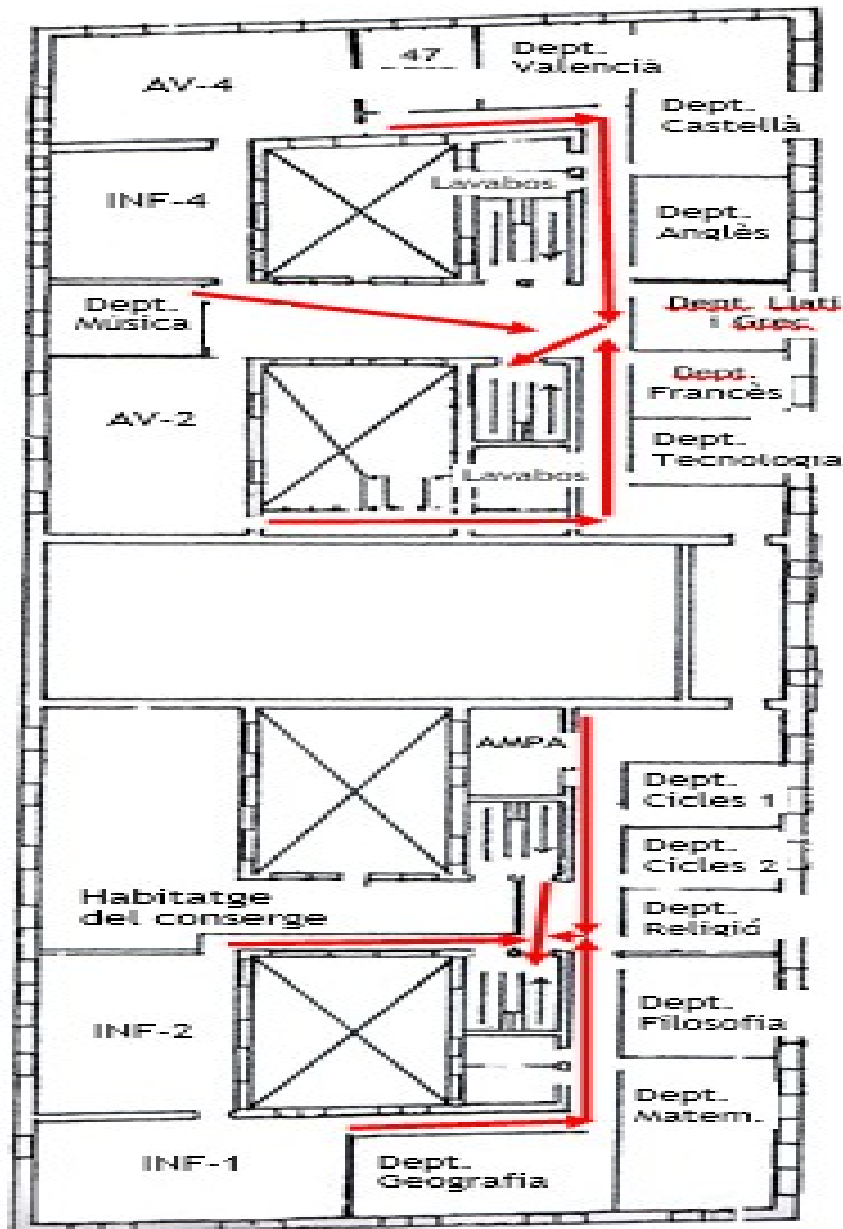 47
Dept.
Valencià
AV-4
Dept.
Castellà
Lavabos
INF-4
Dept.
Anglès
Dept.
Música
Dept. Llatí
i Grec
Dept.
Francès
AV-2
Dept.
Tecnologia
Lavabos
AMPA
Dept.
Cicles 1
Dept.
Cicles 2
Habitatge
del conserge
Dept.
Religió
INF-2
Dept.
Filosofia
Dept.
Matem.
INF-1
Dept.
Geografia